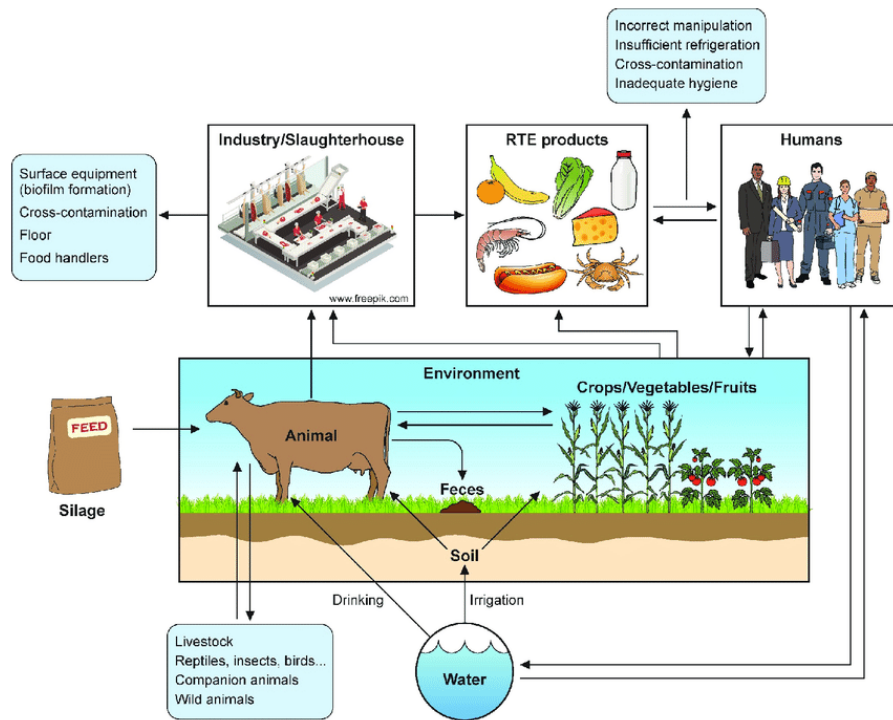 Incorrect manipulation
Insufficient refrigeration
Cross-contamination
Inadequate hygiene
Industry/Slaughterhouse
RTE products
Humans
Surface equipment
(biofilm formation)
Cross-contamination
Floor
Food handlers
www.freepik.com
Environment
Crops/Vegetables/Fruits
FEED
Animal
Feces
Silage
Soil
Drinking
Irrigation
Livestock
Reptiles, insects, birds...
Companion animals
Wild animals
Water